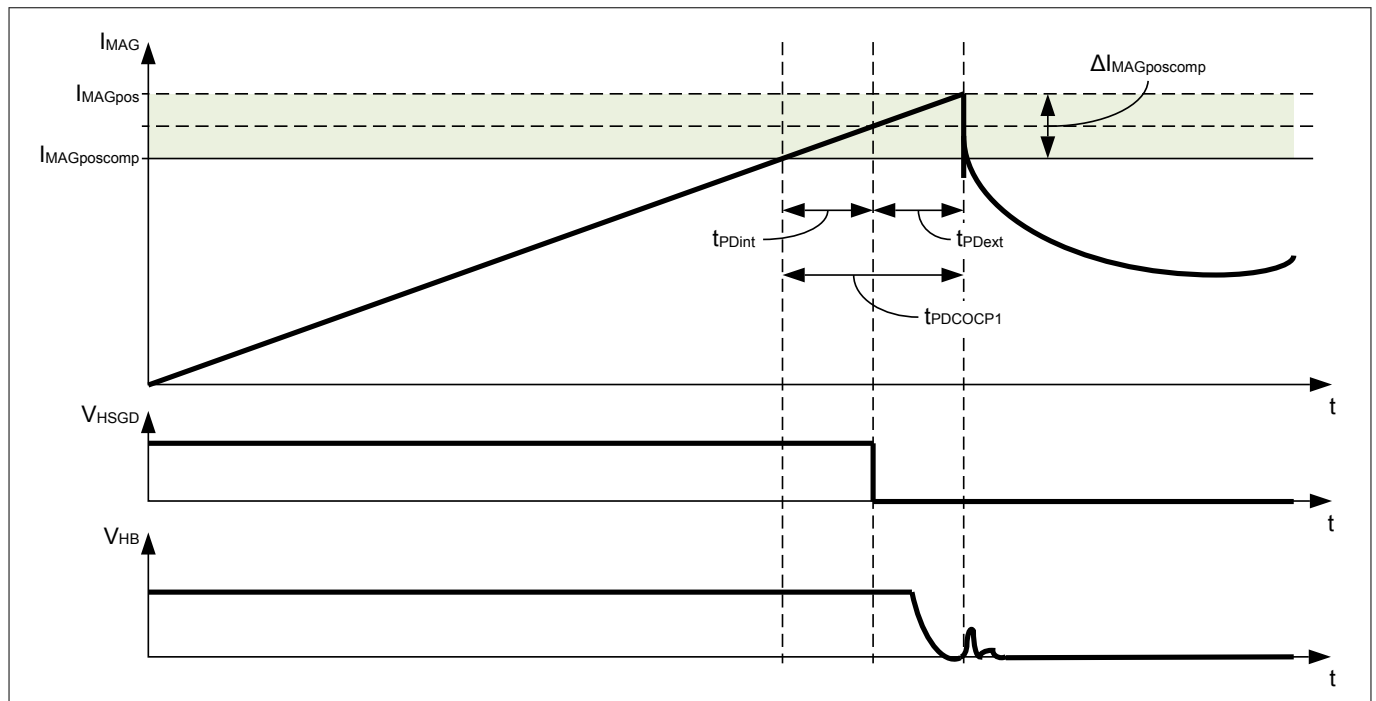 IMAG
IMAGpos
ΔIMAGposcomp
IMAGposcomp
tPDint
tPDext
tPDCOCP1
t
VHSGD
t
VHB
t